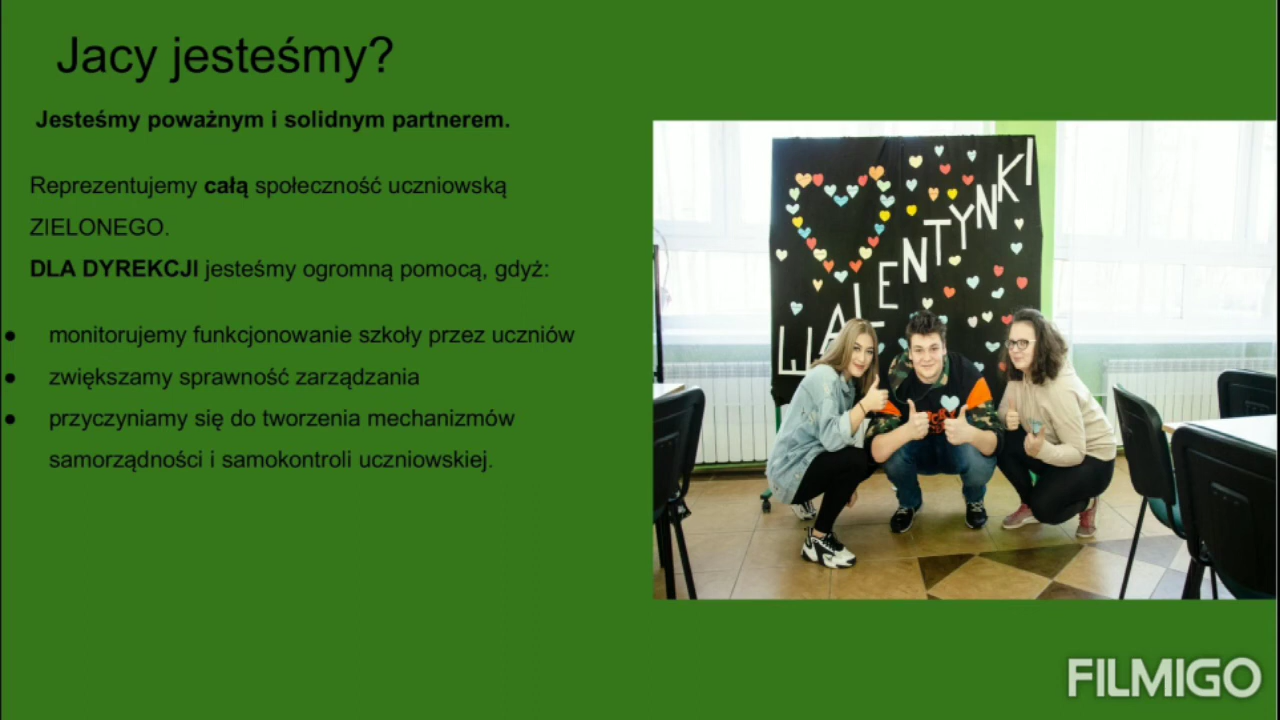 Jacy jesteśmy?
Jesteśmy poważnym i solidnym partnerem.
Reprezentujemy całą społeczność uczniowską
ZIELONEGO.
DLA DYREKCJI jesteśmy ogromną pomocą, gdyż:
● monitorujemy funkcjonowanie szkoły przez uczniów
● zwiększamy sprawność zarządzania
● przyczyniamy się do tworzenia mechanizmów
samorządności i samokontroli uczniowskiej.
WALENTYNKI
FILMIGO